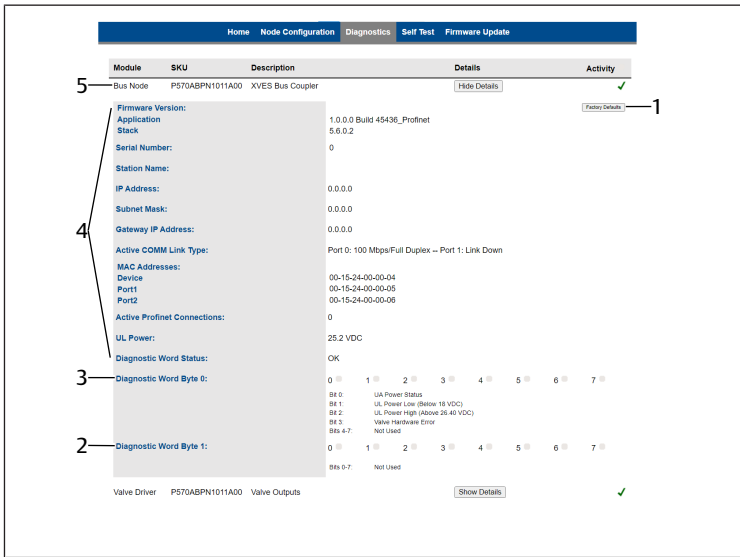 Home Node Configuration Diagnostics Self Test Firmware Update
Module SKU Description Details Activity
5 Bus Node P570ABPN1011A00 XVES Bus Coupler Hide Details
Firmware Version: Factory Defaults 1
Application 1.0.0.0 Build 45436_Profinet
Stack 5.6.0.2
Serial Number: 0
Station Name:
IP Address: 0.0.0.0
Subnet Mask: 0.0.0.0
4 Gateway IP Address: 0.0.0.0
Active COMM Link Type: Port 0: 100 Mbps/Full Duplex -- Port 1: Link Down
MAC Addresses:
Device 00-15-24-00-00-04
Port1 00-15-24-00-00-05
Port2 00-15-24-00-00-06
Active Profinet Connections: 0
UL Power: 25.2 VDC
Diagnostic Word Status: OK
3 Diagnostic Word Byte 0: 0 1 2 3 4 5 6 7
Bit 0: UA Power Status
Bit 1: UL Power Low (Below 18 VDC)
Bit 2: UL Power High (Above 26.40 VDC)
Bit 3: Valve Hardware Error
Bits 4-7: Not Used
2 Diagnostic Word Byte 1: 0 1 2 3 4 5 6 7
Bits 0-7: Not Used
Valve Driver P570ABPN1011A00 Valve Outputs Show Details